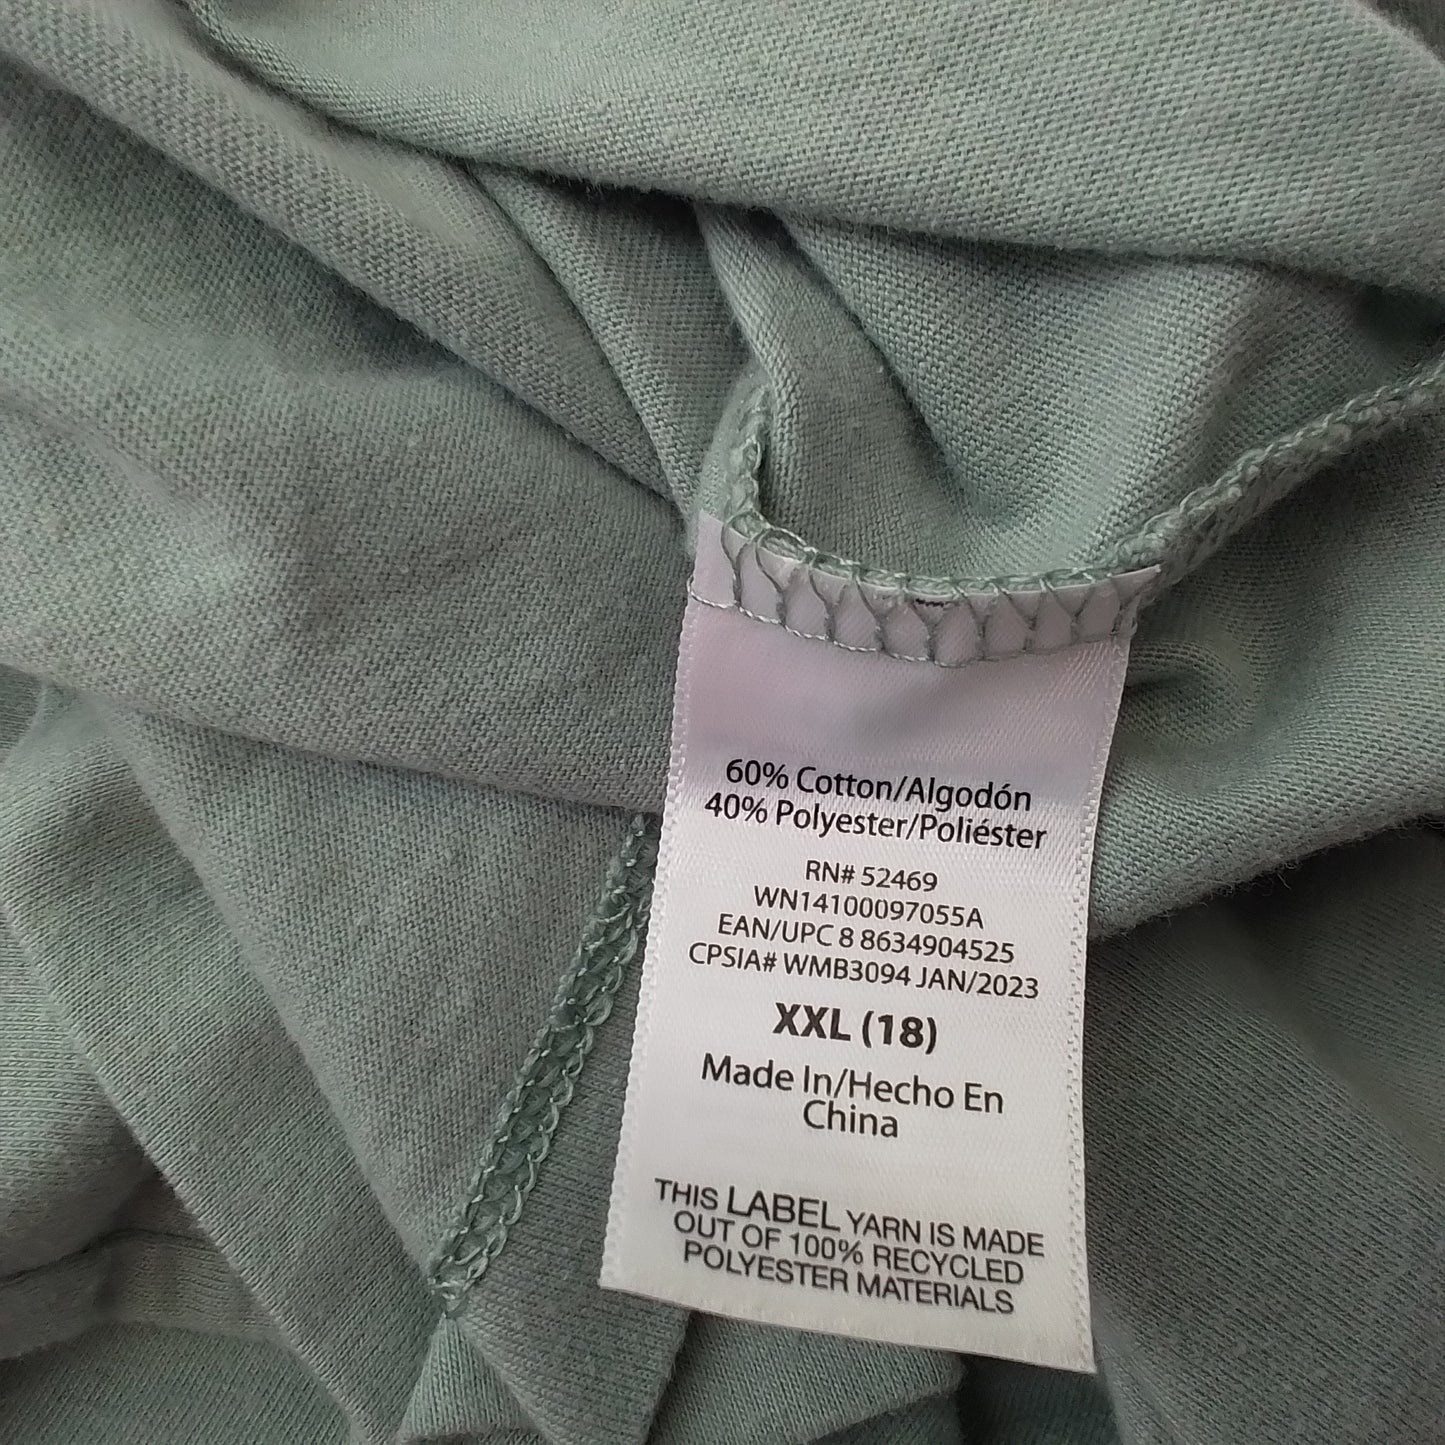 60% Cotton/Algodón
40% Polyester/Poliéster
RN# 52469
WN14100097055A
EAN/UPC 8 8634904525
CPSIA# WMB3094 JAN/2023
XXL (18)
Made In/Hecho En
China
THIS LABEL YARN IS MADE
OUT OF 100% RECYCLED
POLYESTER MATERIALS